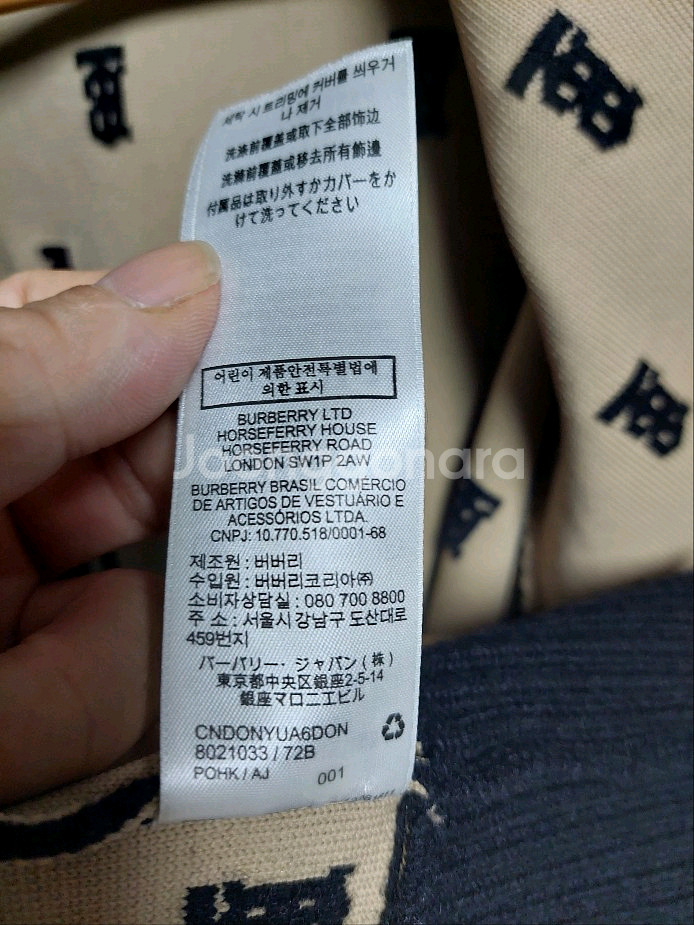 세탁 시 트리밍에 커버를 씌우거
나 제거
洗涤前覆盖或取下全部饰边
洗滌前覆蓋或移去所有飾邊
付属品は取り外すかカバーをか
けて洗ってください
어린이 제품안전특별법에
의한 표시
BURBERRY LTD
HORSEFERRY HOUSE
HORSEFERRY ROAD
LONDON SW1P 2AW
BURBERRY BRASIL COMÉRCIO
DE ARTIGOS DE VESTUÁRIO E
ACESSÓRIOS LTDA.
CNPJ: 10.770.518/0001-68
제조원 : 버버리
수입원 : 버버리코리아㈜
소비자상담실 : 080 700 8800
주 소 : 서울시 강남구 도산대로
459번지
バーバリー・ジャパン (株)
東京都中央区銀座2-5-14
銀座マロニエビル
CNDONYUA6DON
8021033 / 72B
POHK / AJ
001